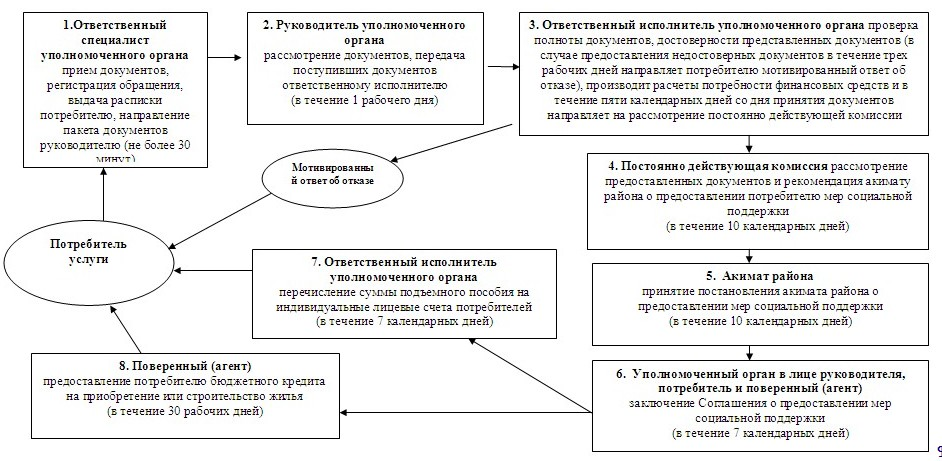 1.Ответственный
специалист
уполномоченного органа
прием документов,
регистрация обращения,
выдача расписки
потребителю, направление
пакета документов
руководителю (не более 30
минут)
2. Руководитель уполномоченного
органа
рассмотрение документов, передача
поступивших документов
ответственному исполнителю
(в течение 1 рабочего дня)
3. Ответственный исполнитель уполномоченного органа проверка
полноты документов, достоверности представленных документов (в
случае предоставления недостоверных документов в течение трех
рабочих дней направляет потребителю мотивированный ответ об
отказе), производит расчеты потребности финансовых средств и в
течение пяти календарных дней со дня принятия документов
направляет на рассмотрение постоянно действующей комиссии
Мотивированны
й ответ об отказе
4. Постоянно действующая комиссия рассмотрение
предоставленных документов и рекомендация акимату
района о предоставлении потребителю мер социальной
поддержки
(в течение 10 календарных дней)
Потребитель
услуги
7. Ответственный исполнитель
уполномоченного органа
перечисление суммы подъемного пособия на
индивидуальные лицевые счета потребителей
(в течение 7 календарных дней)
5. Акимат района
принятие постановления акимата района о
предоставлении мер социальной поддержки
(в течение 10 календарных дней)
8. Поверенный (агент)
предоставление потребителю бюджетного кредита
на приобретение или строительство жилья
(в течение 30 рабочих дней)
6. Уполномоченный орган в лице руководителя,
потребитель и поверенный (агент)
заключение Соглашения о предоставлении мер
социальной поддержки
(в течение 7 календарных дней)